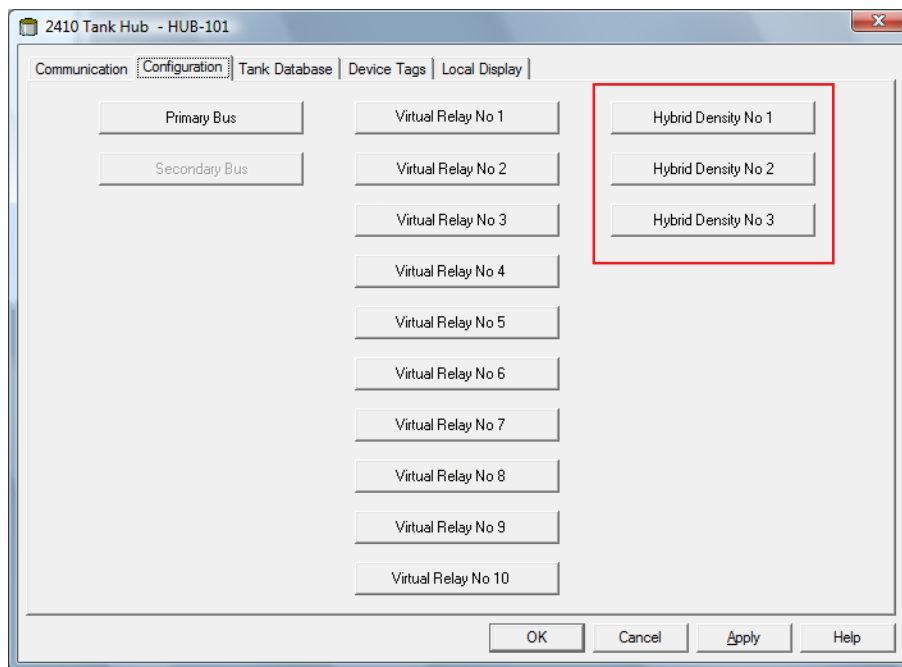 2410 Tank Hub - HUB-101
Communication Configuration Tank Database Device Tags Local Display
Primary Bus Virtual Relay No 1 Hybrid Density No 1
Secondary Bus Virtual Relay No 2 Hybrid Density No 2
Virtual Relay No 3 Hybrid Density No 3
Virtual Relay No 4
Virtual Relay No 5
Virtual Relay No 6
Virtual Relay No 7
Virtual Relay No 8
Virtual Relay No 9
Virtual Relay No 10
OK Cancel Apply Help